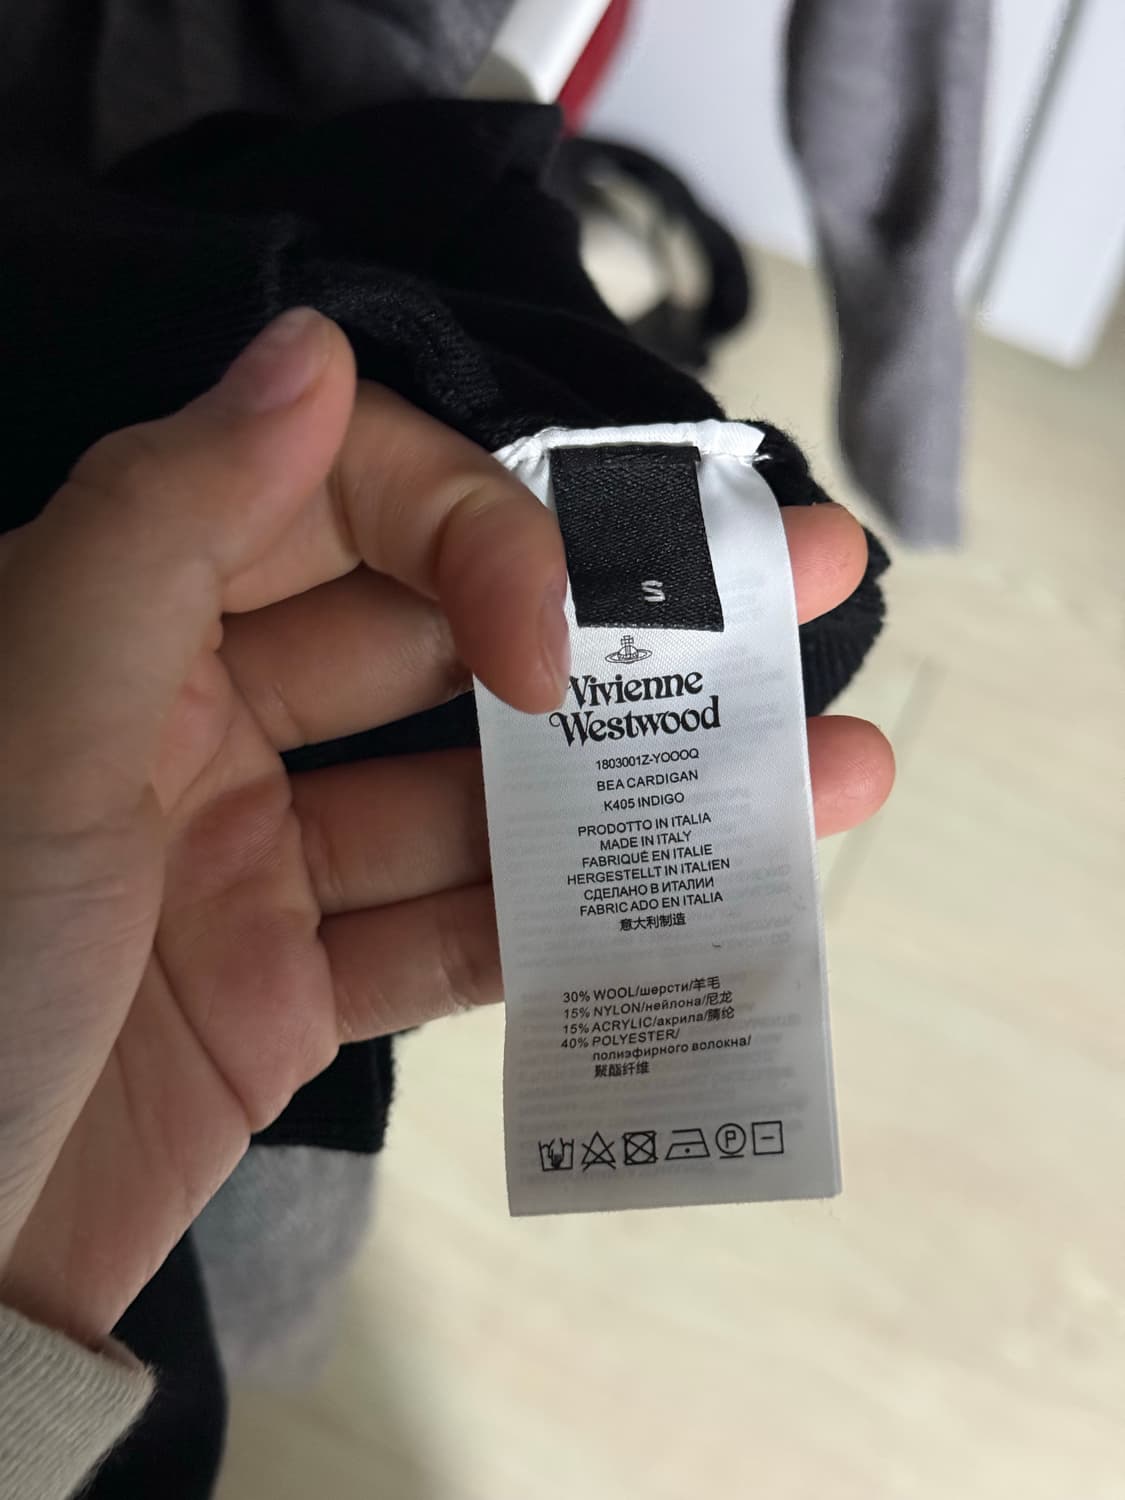 S
Vivienne
Westwood
1803001Z-YOOOQ
BEA CARDIGAN
K405 INDIGO
PRODOTTO IN ITALIA
MADE IN ITALY
FABRIQUÉ EN ITALIE
HERGESTELLT IN ITALIEN
СДЕЛАНО В ИТАЛИИ
FABRIC ADO EN ITALIA
意大利制造
30% WOOL/шерсти/羊毛
15% NYLON/нейлона/尼龙
15% ACRYLIC/акрила/腈纶
40% POLYESTER/
полиэфирного волокна/
聚酯纤维
P